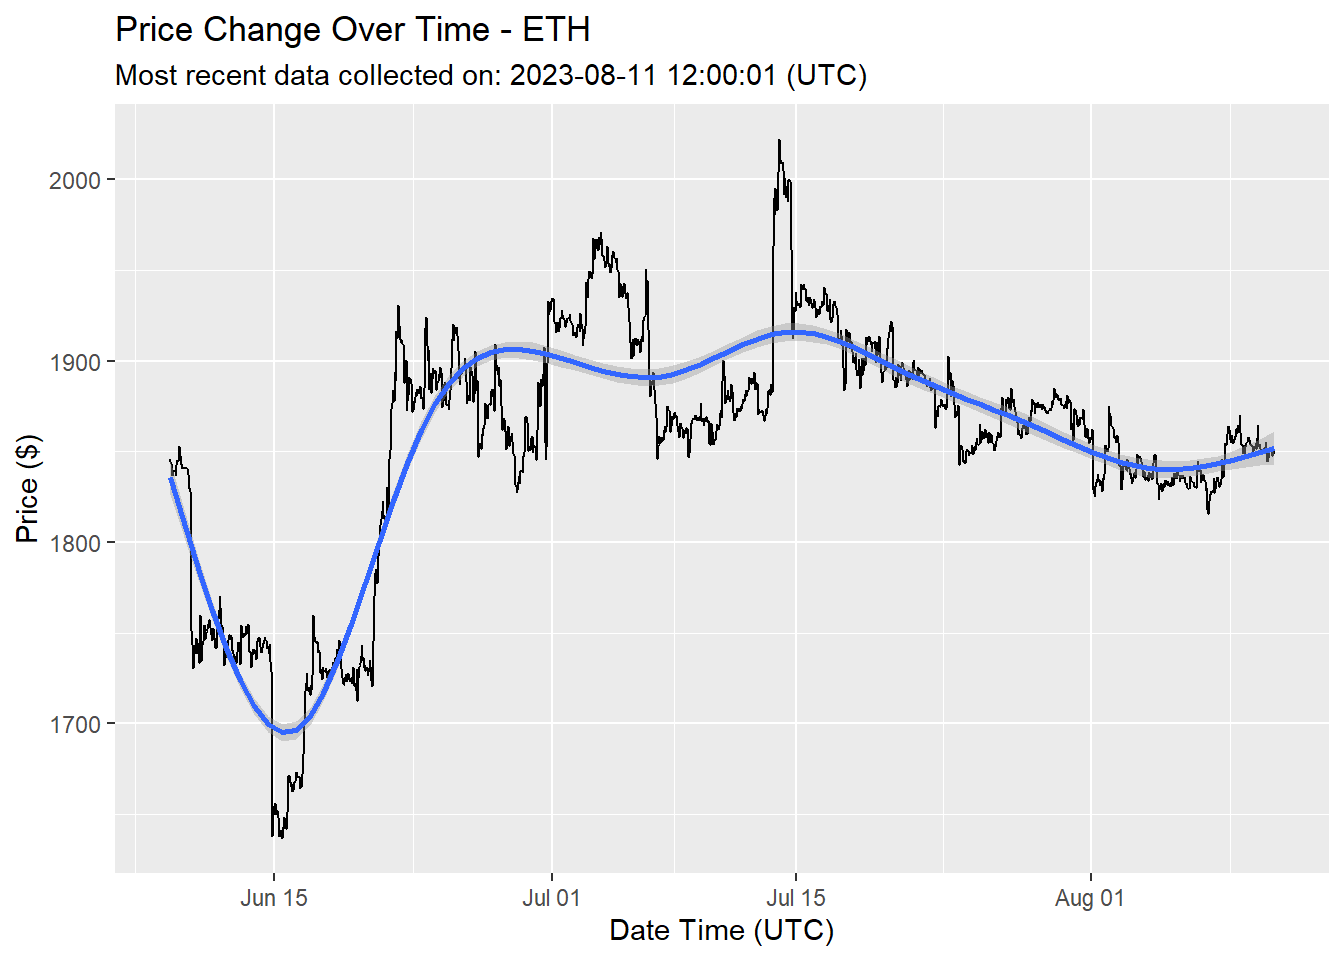 Price Change Over Time - ETH
Most recent data collected on: 2023-08-11 12:00:01 (UTC)
Price ($)
2000
1900
1800
1700
Jun 15
Jul 01
Jul 15
Aug 01
Date Time (UTC)